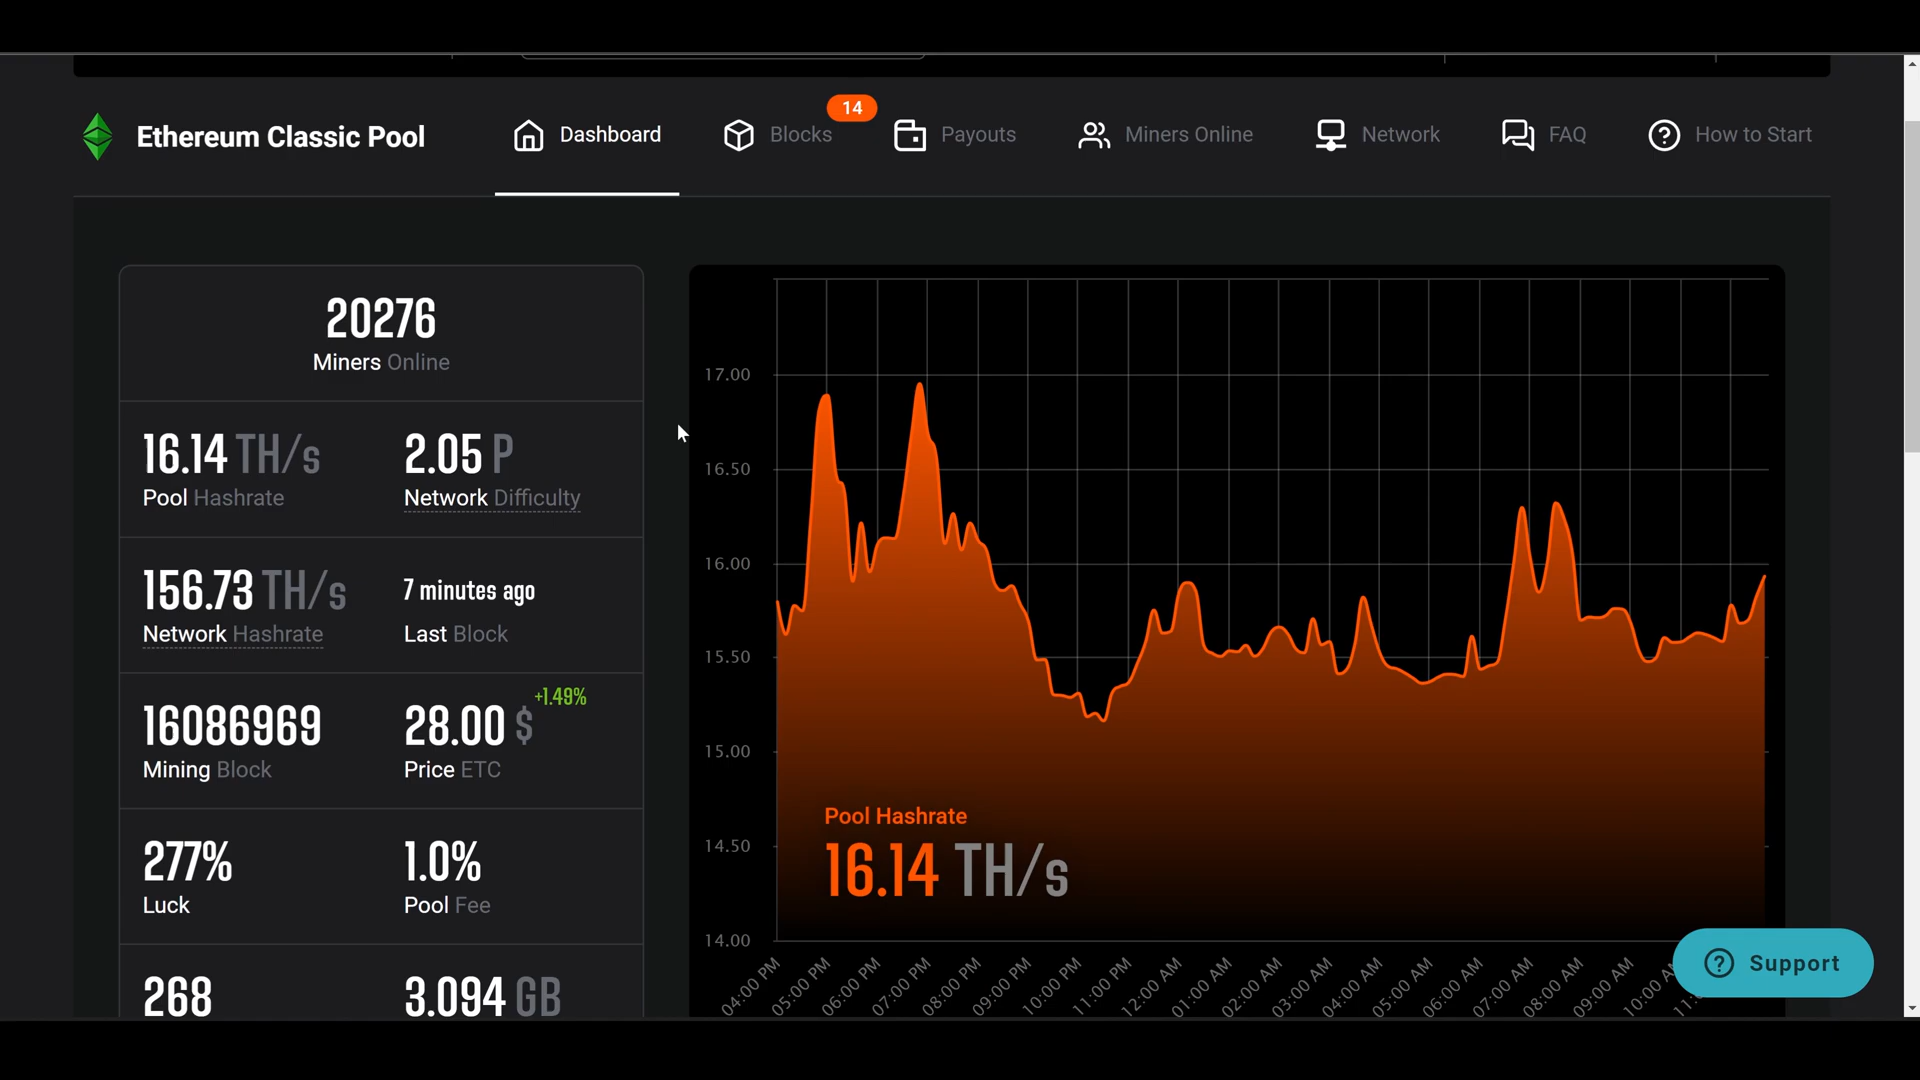 Ethereum Classic Pool
Dashboard
Blocks
14
Payouts
Miners Online
Network
FAQ
How to Start
20276
Miners Online
16.14 TH/s
Pool Hashrate
2.05 P
Network Difficulty
156.73 TH/s
Network Hashrate
7 minutes ago
Last Block
16086969
Mining Block
28.00 $ +1.49%
Price ETC
277%
Luck
1.0%
Pool Fee
268
3.094 GB
17.00
16.50
16.00
15.50
15.00
14.50
14.00
Pool Hashrate
16.14 TH/s
04:00 PM
05:00 PM
06:00 PM
07:00 PM
08:00 PM
09:00 PM
10:00 PM
11:00 PM
12:00 AM
01:00 AM
02:00 AM
03:00 AM
04:00 AM
05:00 AM
06:00 AM
07:00 AM
08:00 AM
09:00 AM
10:00 A
11:
Support